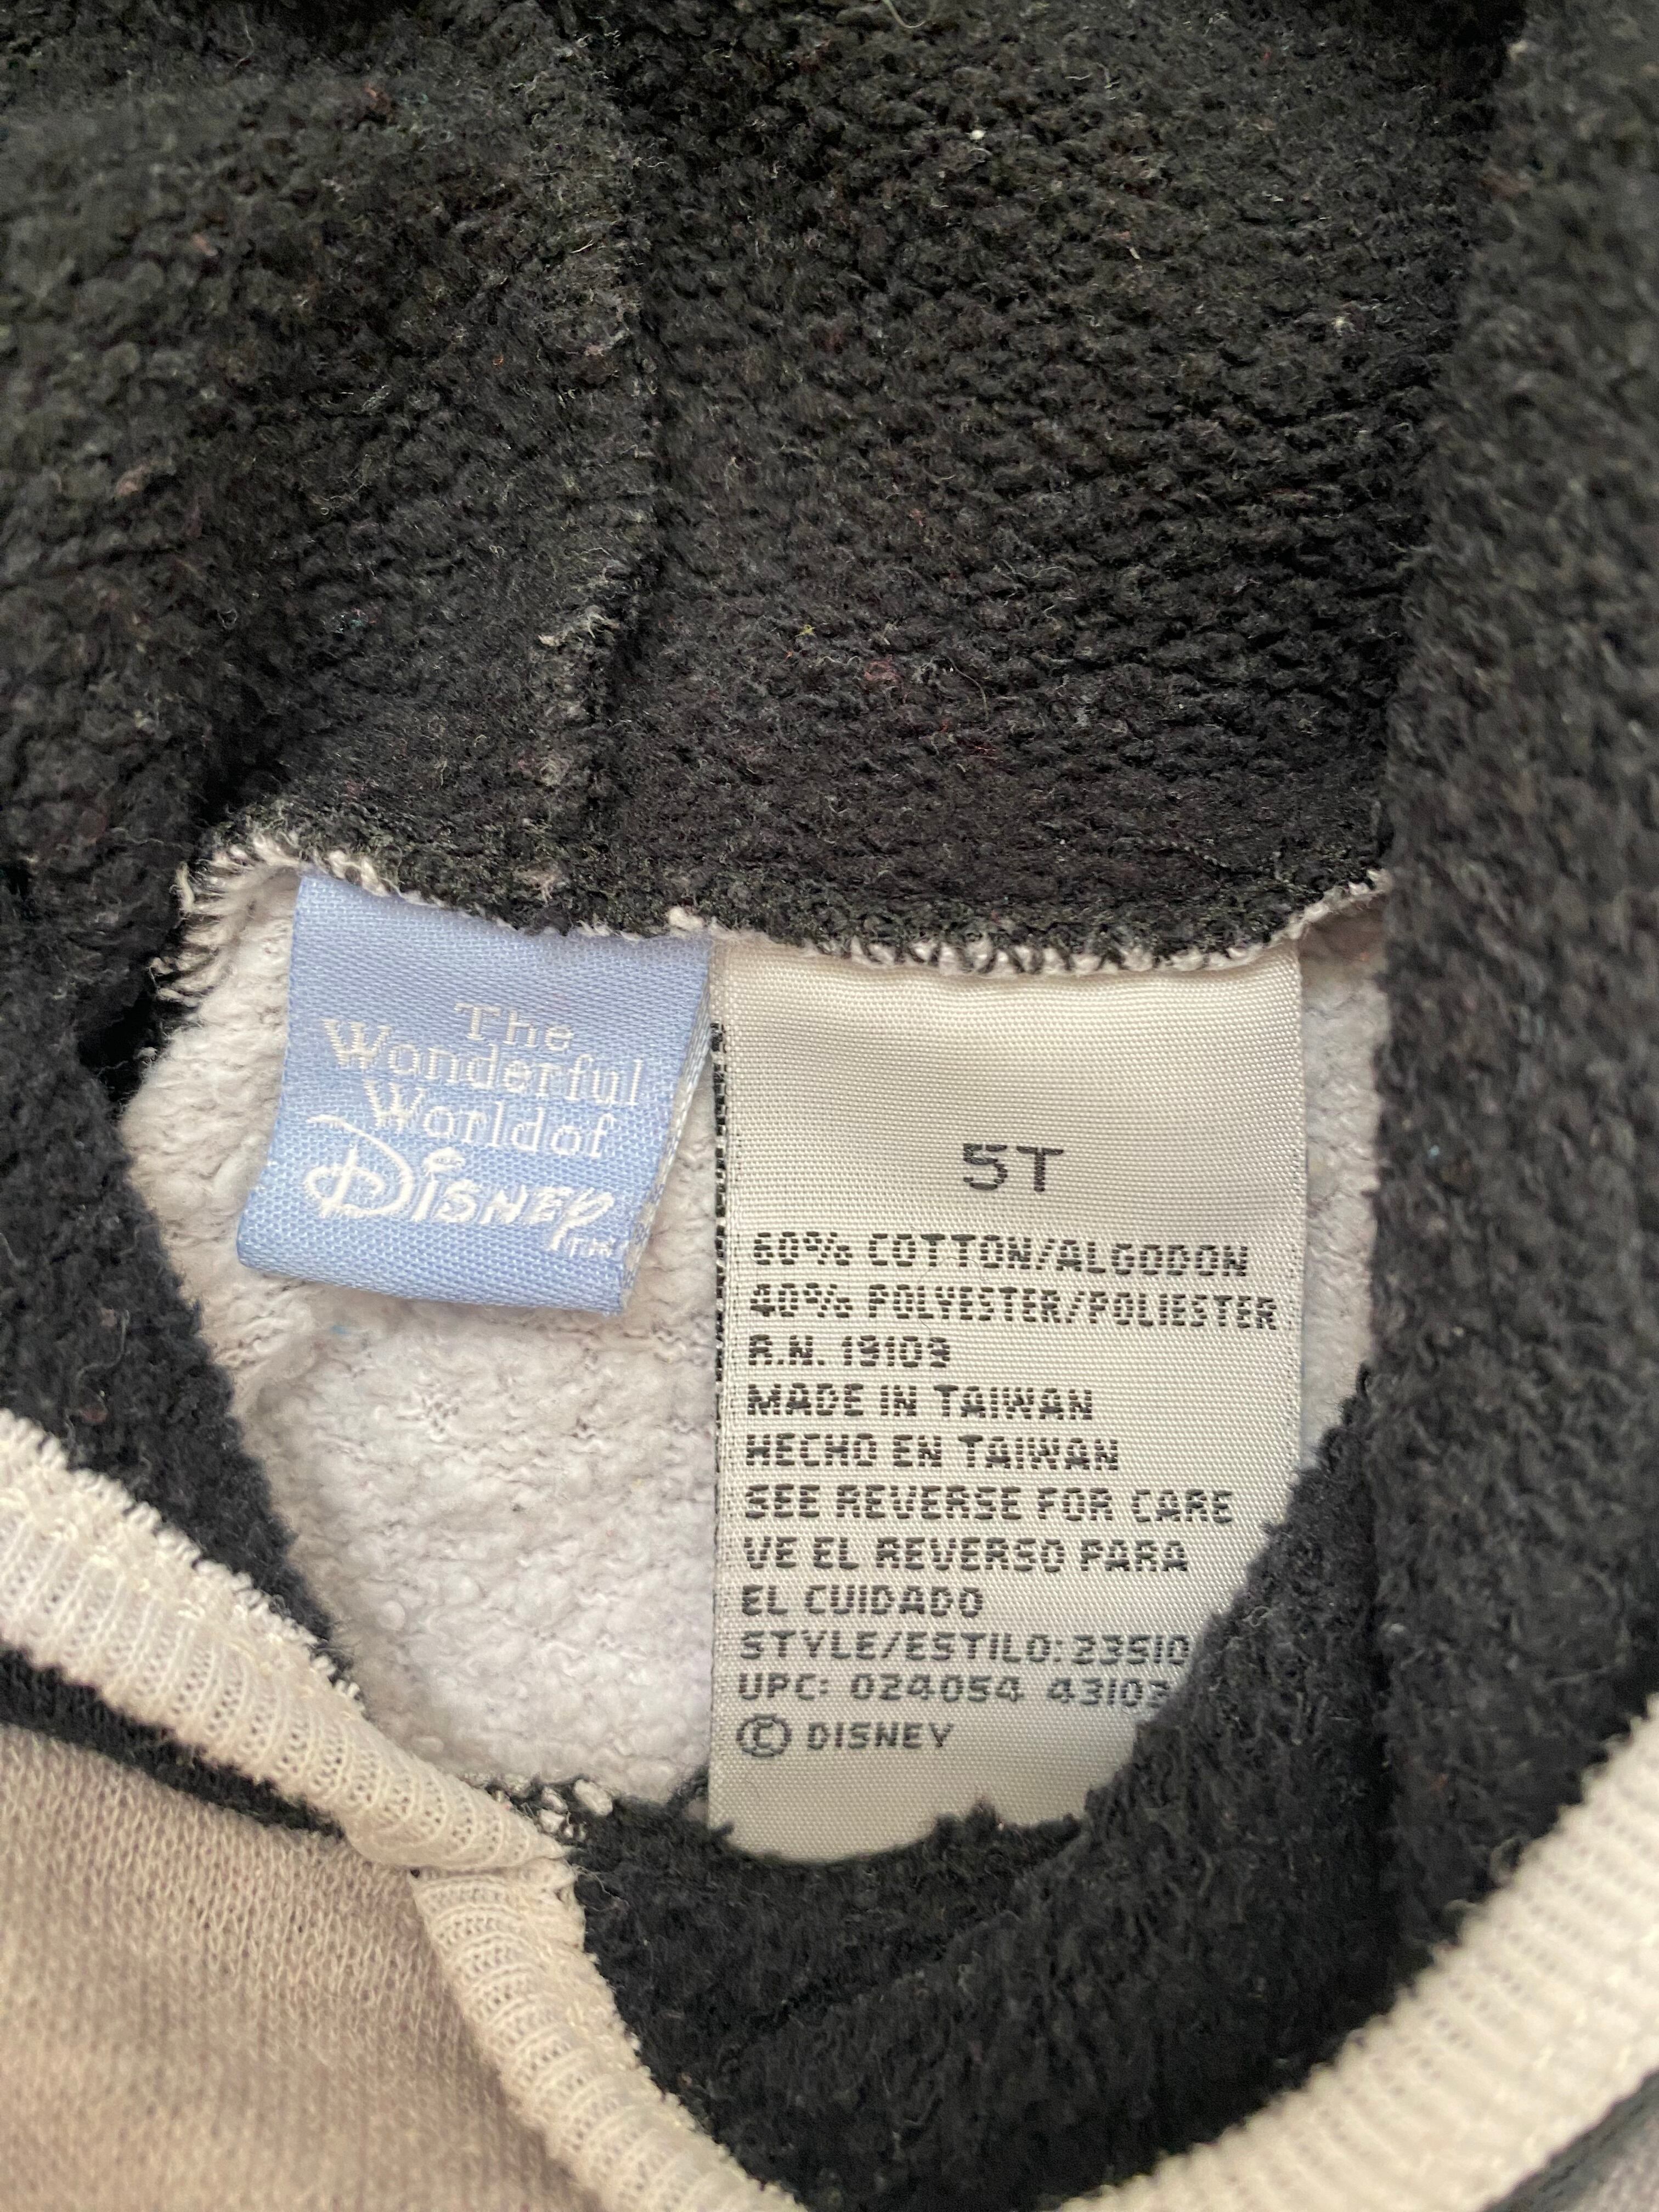 The
Wonderful
World of
Disney
TM
5T
60% COTTON/ALGODON
40% POLYESTER/POLIESTER
R.N. 19109
MADE IN TAIWAN
HECHO EN TAIWAN
SEE REVERSE FOR CARE
VE EL REVERSO PARA
EL CUIDADO
STYLE/ESTILO: 23510
UPC: 024054 43103
© DISNEY